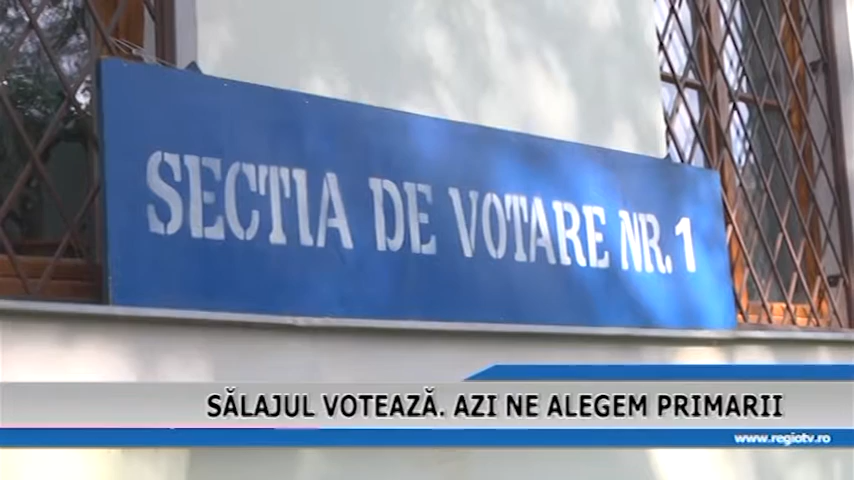 SECTIA DE VOTARE NR. 1
SĂLAJUL VOTEAZĂ. AZI NE ALEGEM PRIMARII
www.regiotv.ro